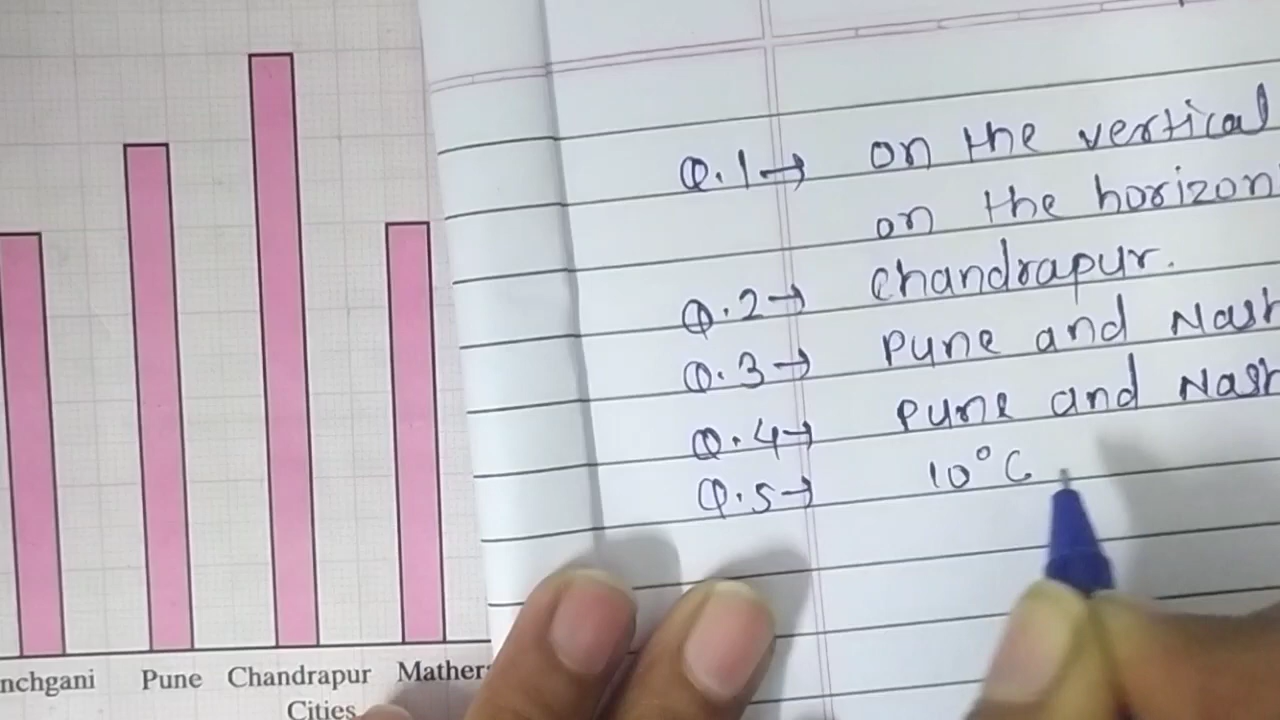 Q.1→ on the vertical
on the horizon
Q.2→ chandrapur.
Q.3→ Pune and Nash
Q.4→ Pune and Nash
Q.5→ 10°C
nchgani Pune Chandrapur Mather
Cities